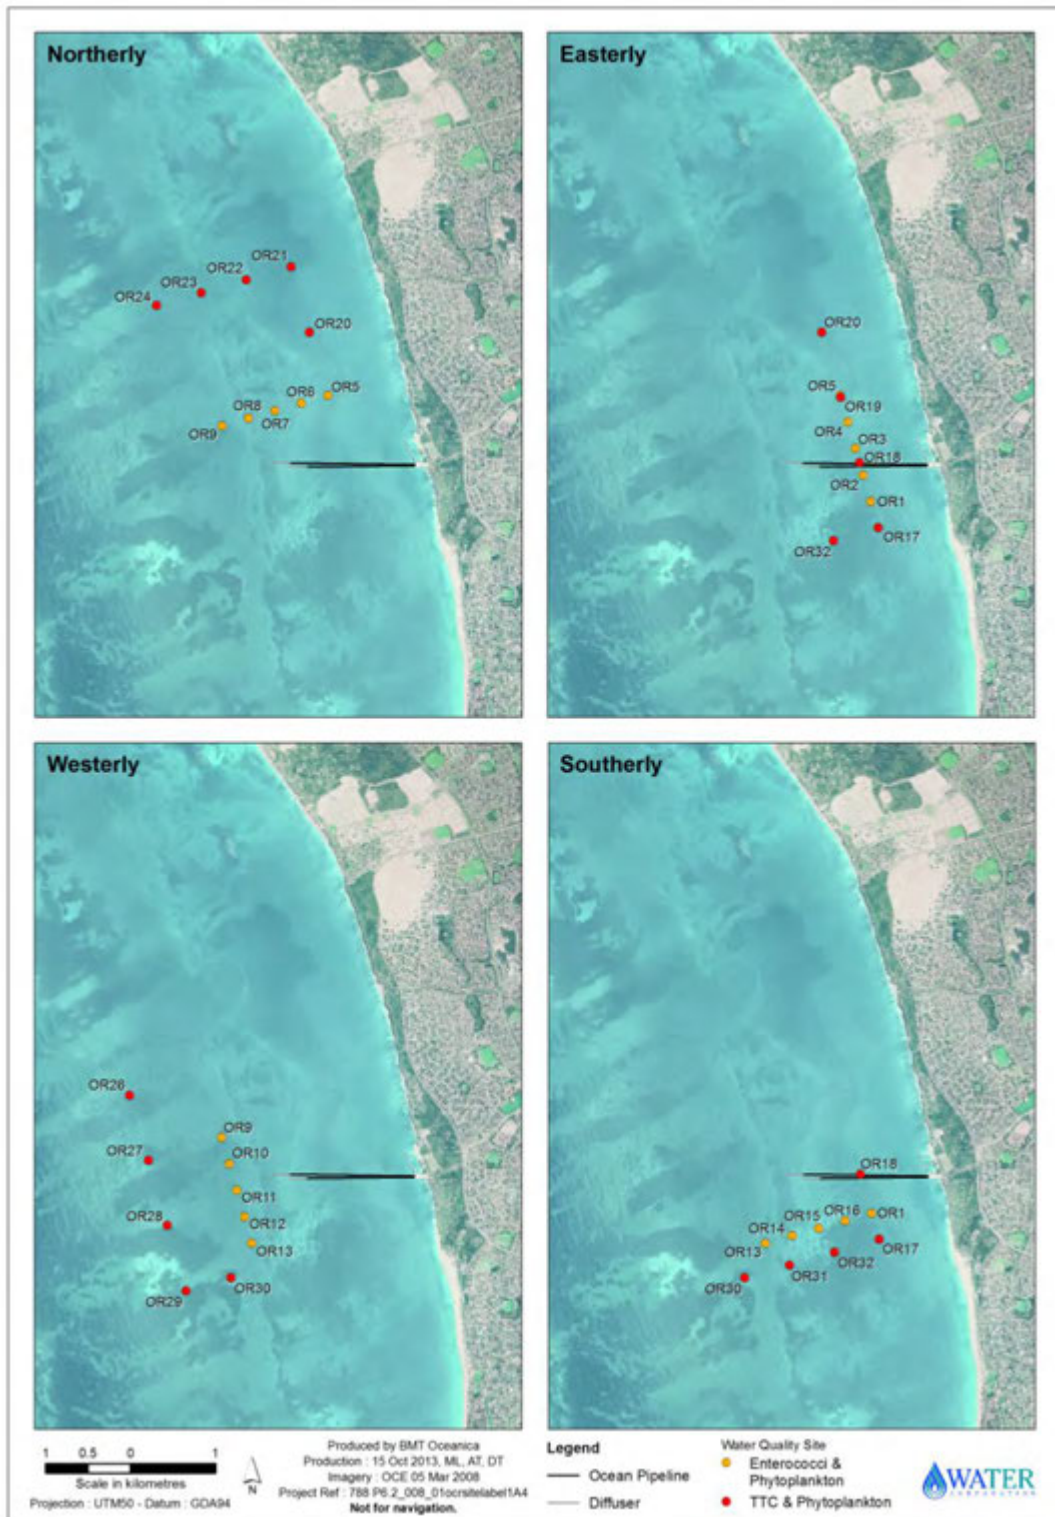 Northerly
OR21
OR22
OR23
OR24
OR20
OR5
OR6
OR8
OR7
OR9
Easterly
OR20
OR5
OR19
OR4
OR3
OR18
OR2
OR1
OR17
OR32
Westerly
OR26
OR9
OR27
OR10
OR11
OR28
OR12
OR13
OR30
OR29
Southerly
OR18
OR16
OR1
OR15
OR14
OR17
OR13
OR32
OR31
OR30
1 0.5 0 1
Scale in kilometres
Projection : UTM50 - Datum : GDA94
N
Produced by BMT Oceanica
Production : 15 Oct 2013, ML, AT, DT
Imagery : OCE 05 Mar 2008
Project Ref : 788 P6.2_008_01ocrsitelabel1A4
Not for navigation.
Legend
Ocean Pipeline
Diffuser
Water Quality Site
Enterococci &
Phytoplankton
TTC & Phytoplankton
WATER
CORPORATION